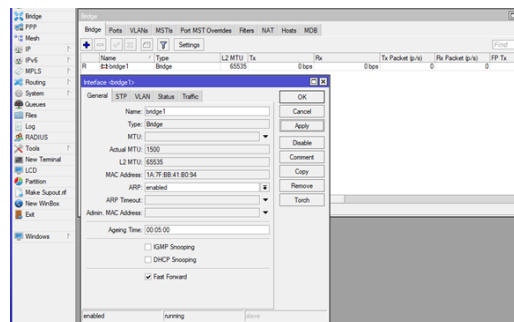 Bridge
PPP
Mesh
IP
IPv6
MPLS
Routing
System
Queues
Files
Log
RADIUS
Tools
New Terminal
LCD
Partition
Make Supout.rif
New WinBox
Exit
Windows
Bridge
Bridge Ports VLANs MSTIs Port MST Overrides Filters NAT Hosts MDB
Settings Find
Name Type L2 MTU Tx Rx Tx Packet (p/s) Rx Packet (p/s) FP Tx
R bridge1 Bridge 65535 0 bps 0 bps 0 0
Interface <bridge1>
General STP VLAN Status Traffic
Name: bridge1
Type: Bridge
MTU:
Actual MTU: 1500
L2 MTU: 65535
MAC Address: 1A:7F:BB:41:B0:94
ARP: enabled
ARP Timeout:
Admin. MAC Address:
Ageing Time: 00:05:00
IGMP Snooping
DHCP Snooping
Fast Forward
OK
Cancel
Apply
Disable
Comment
Copy
Remove
Torch
enabled running slave